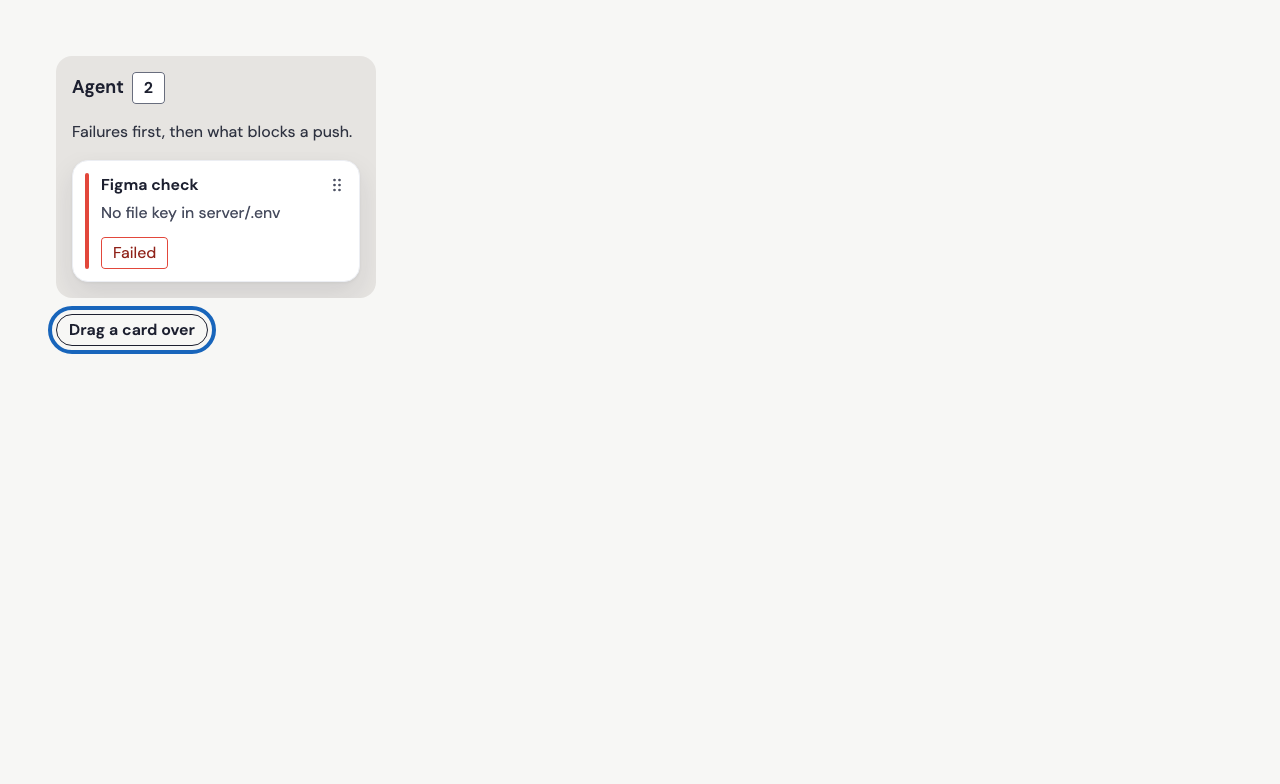 Agent 2
Failures first, then what blocks a push.
Figma check
No file key in server/.env
Failed
Drag a card over